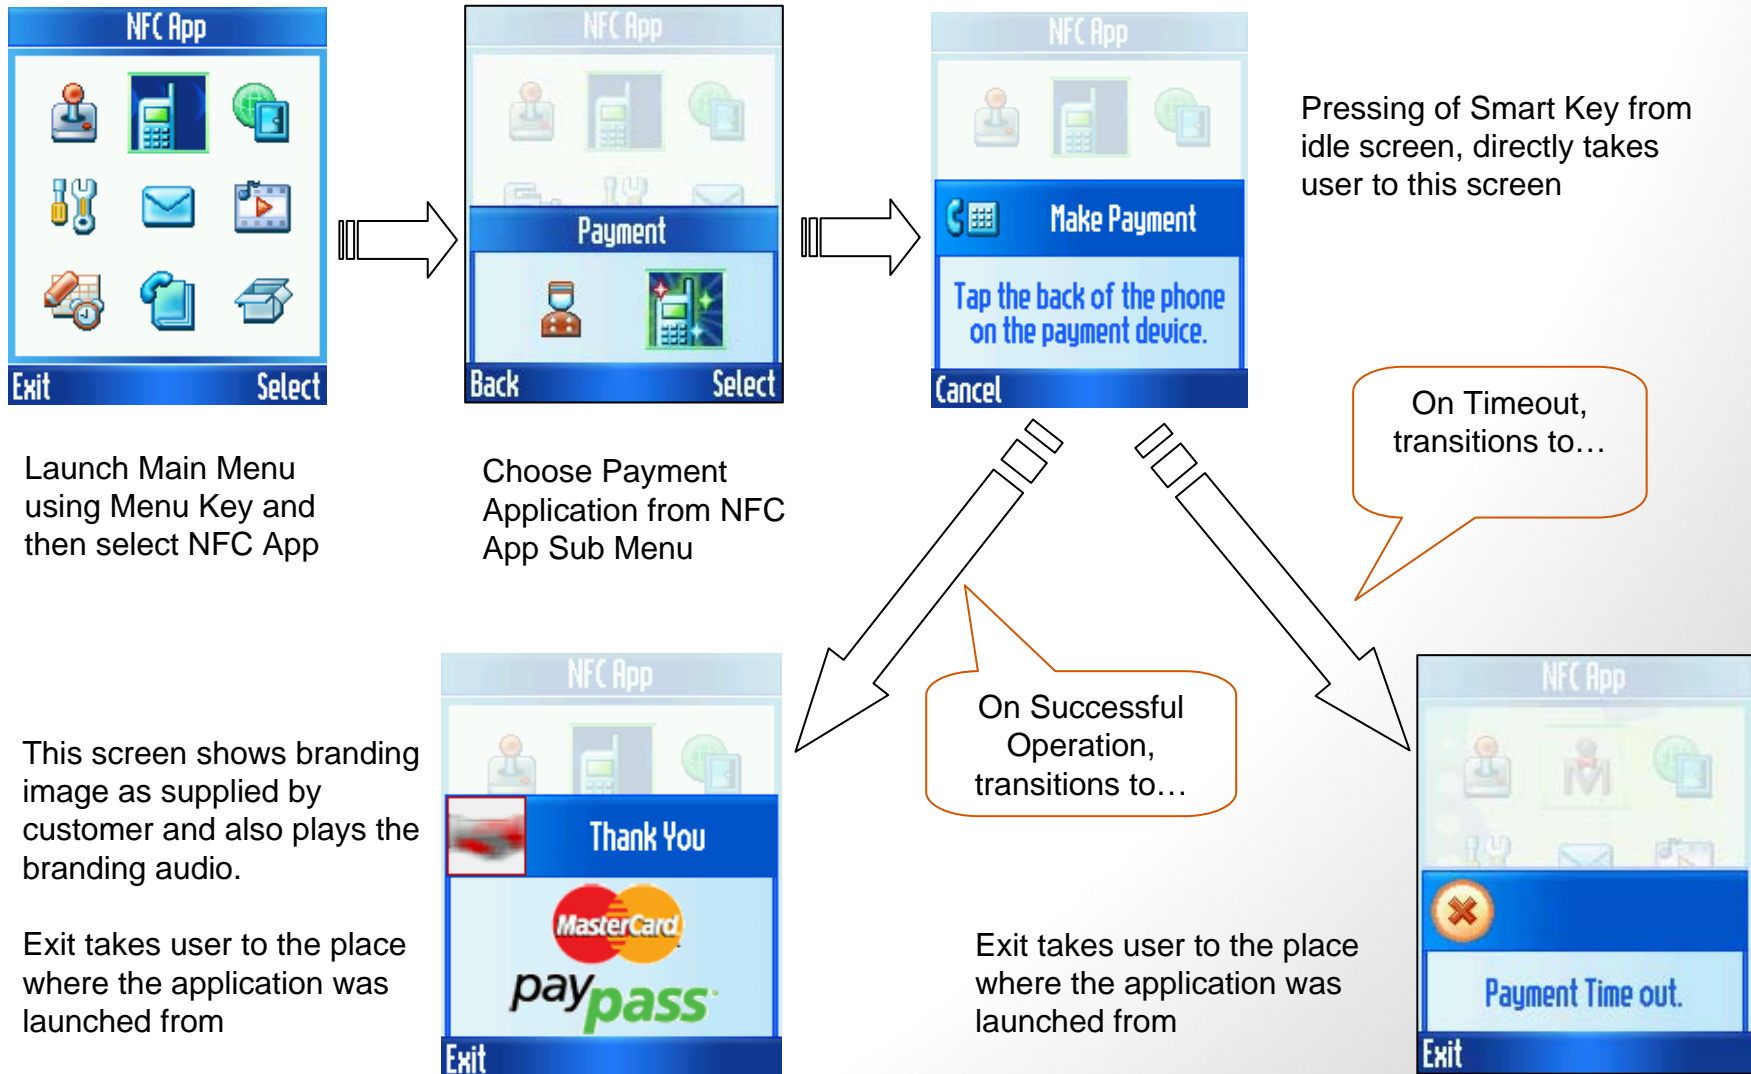 NFC App
Exit
Select
Launch Main Menu
using Menu Key and
then select NFC App
NFC App
Payment
Back
Select
Choose Payment
Application from NFC
App Sub Menu
NFC App
Make Payment
Tap the back of the phone
on the payment device.
Cancel
Pressing of Smart Key from
idle screen, directly takes
user to this screen
On Timeout,
transitions to…
On Successful
Operation,
transitions to…
This screen shows branding
image as supplied by
customer and also plays the
branding audio.
Exit takes user to the place
where the application was
launched from
NFC App
Thank You
MasterCard
paypass
Exit
Exit takes user to the place
where the application was
launched from
NFC App
Payment Time out.
Exit